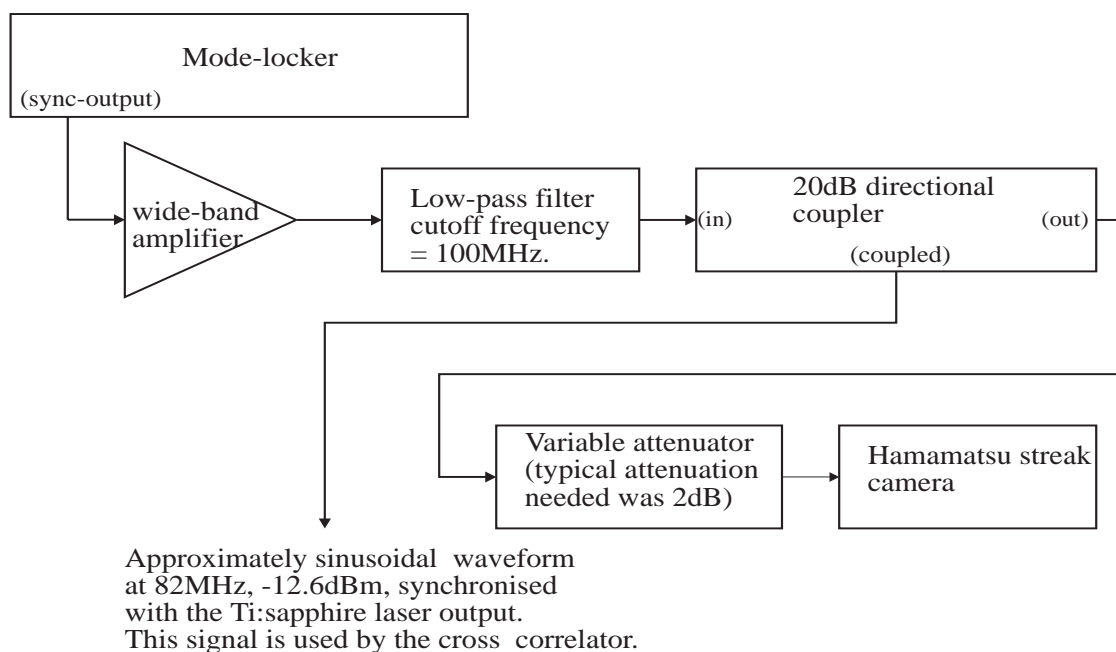 Mode-locker
(sync-output)
wide-band
amplifier
Low-pass filter
cutoff frequency
= 100MHz.
20dB directional
coupler
(in)
(out)
(coupled)
Variable attenuator
(typical attenuation
needed was 2dB)
Hamamatsu streak
camera
Approximately sinusoidal waveform
at 82MHz, -12.6dBm, synchronised
with the Ti:sapphire laser output.
This signal is used by the cross correlator.